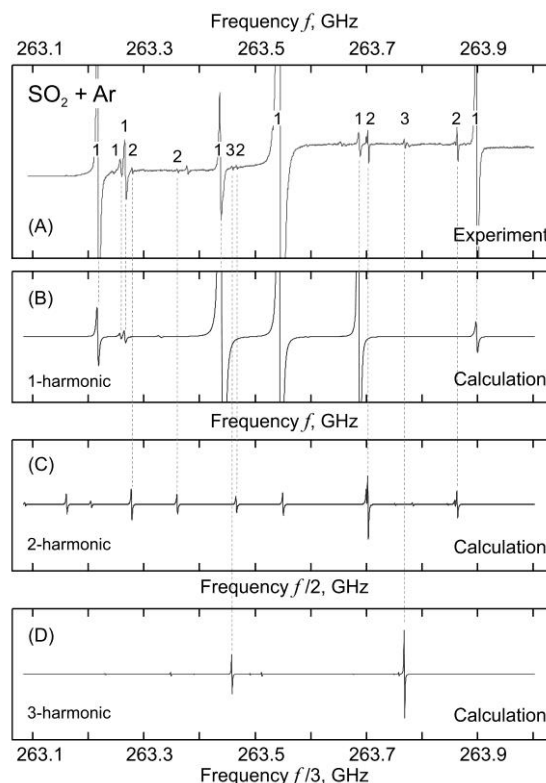 Frequency f, GHz
263.1 263.3 263.5 263.7 263.9
SO₂ + Ar
1 1 1 2 2 1 3 2 1 1 2 3 2 1
(A)
Experiment
(B)
1-harmonic
Calculation
Frequency f, GHz
(C)
2-harmonic
Calculation
Frequency f/2, GHz
(D)
3-harmonic
Calculation
263.1 263.3 263.5 263.7 263.9
Frequency f/3, GHz